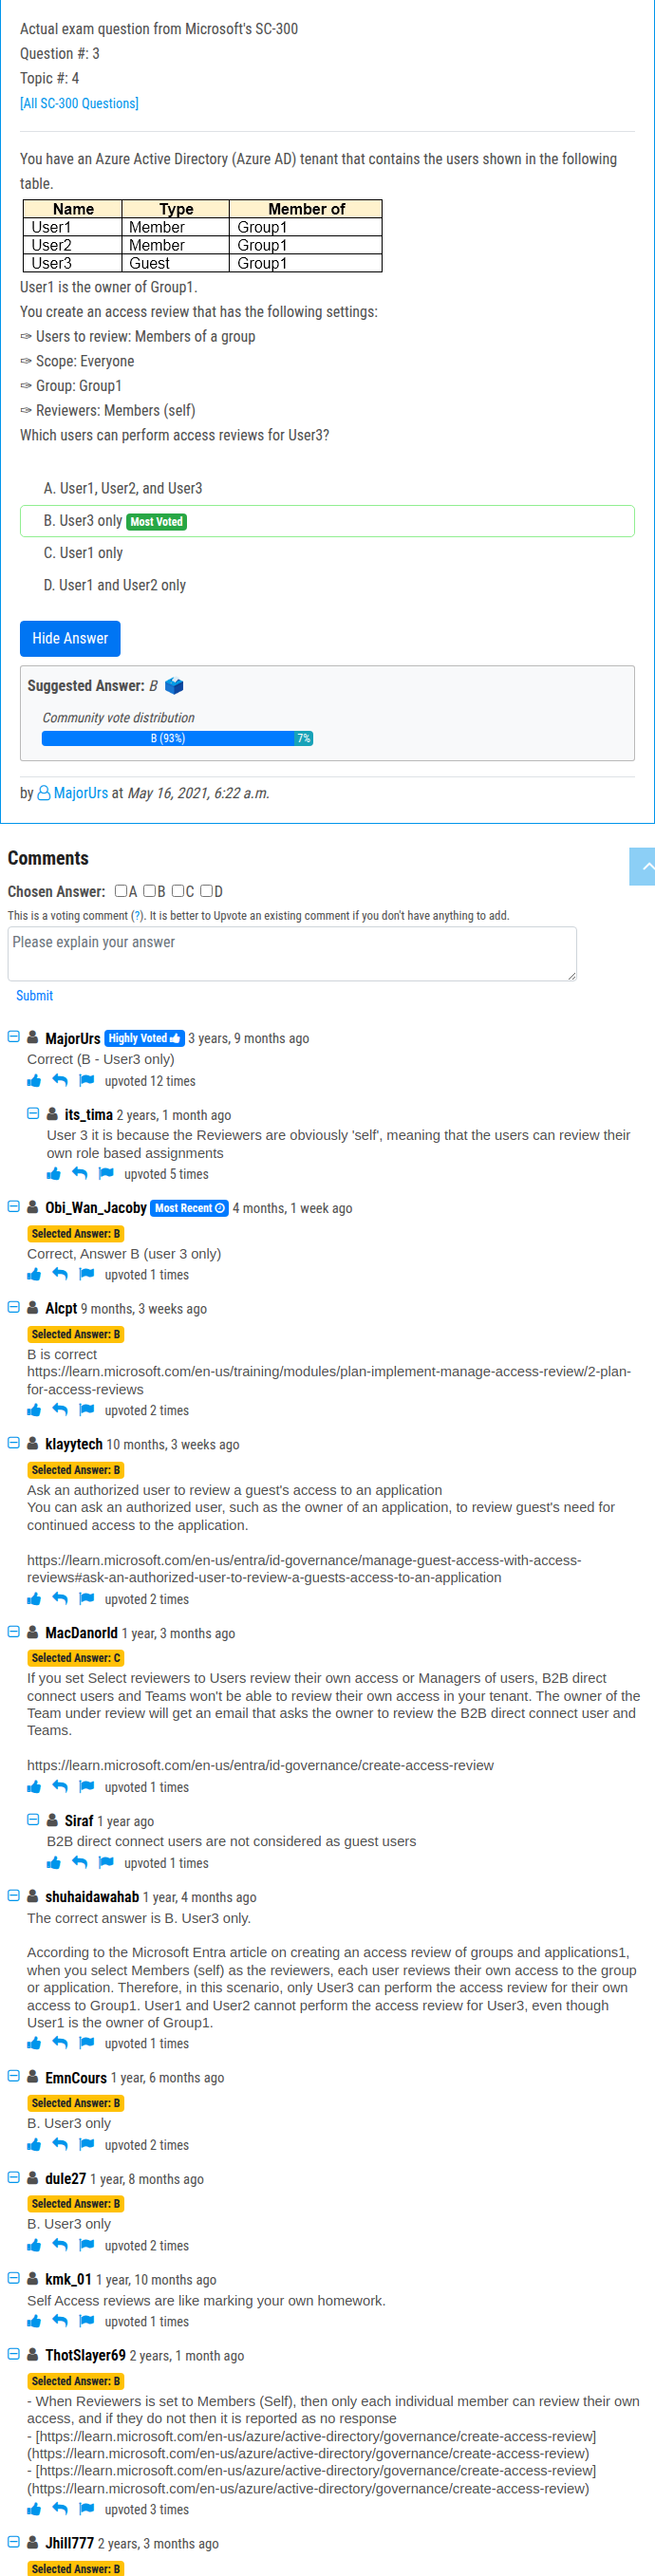 Actual exam question from Microsoft's SC-300
Question #: 3
Topic #: 4
[All SC-300 Questions]
You have an Azure Active Directory (Azure AD) tenant that contains the users shown in the following
table.
Name Type Member of
User1 Member Group1
User2 Member Group1
User3 Guest Group1
User1 is the owner of Group1.
You create an access review that has the following settings:
✑ Users to review: Members of a group
✑ Scope: Everyone
✑ Group: Group1
✑ Reviewers: Members (self)
Which users can perform access reviews for User3?
A. User1, User2, and User3
B. User3 only Most Voted
C. User1 only
D. User1 and User2 only
Hide Answer
Suggested Answer: B
Community vote distribution
B (93%) 7%
by MajorUrs at May 16, 2021, 6:22 a.m.
Comments
Chosen Answer: A B C D
This is a voting comment (?). It is better to Upvote an existing comment if you don't have anything to add.
Please explain your answer
Submit
MajorUrs Highly Voted 3 years, 9 months ago
Correct (B - User3 only)
upvoted 12 times
its_tima 2 years, 1 month ago
User 3 it is because the Reviewers are obviously 'self', meaning that the users can review their
own role based assignments
upvoted 5 times
Obi_Wan_Jacoby Most Recent 4 months, 1 week ago
Selected Answer: B
Correct, Answer B (user 3 only)
upvoted 1 times
Alcpt 9 months, 3 weeks ago
Selected Answer: B
B is correct
https://learn.microsoft.com/en-us/training/modules/plan-implement-manage-access-review/2-plan-
for-access-reviews
upvoted 2 times
klayytech 10 months, 3 weeks ago
Selected Answer: B
Ask an authorized user to review a guest's access to an application
You can ask an authorized user, such as the owner of an application, to review guest's need for
continued access to the application.
https://learn.microsoft.com/en-us/entra/id-governance/manage-guest-access-with-access-
reviews#ask-an-authorized-user-to-review-a-guests-access-to-an-application
upvoted 2 times
MacDanorld 1 year, 3 months ago
Selected Answer: C
If you set Select reviewers to Users review their own access or Managers of users, B2B direct
connect users and Teams won't be able to review their own access in your tenant. The owner of the
Team under review will get an email that asks the owner to review the B2B direct connect user and
Teams.
https://learn.microsoft.com/en-us/entra/id-governance/create-access-review
upvoted 1 times
Siraf 1 year ago
B2B direct connect users are not considered as guest users
upvoted 1 times
shuhaidawahab 1 year, 4 months ago
The correct answer is B. User3 only.
According to the Microsoft Entra article on creating an access review of groups and applications1,
when you select Members (self) as the reviewers, each user reviews their own access to the group
or application. Therefore, in this scenario, only User3 can perform the access review for their own
access to Group1. User1 and User2 cannot perform the access review for User3, even though
User1 is the owner of Group1.
upvoted 1 times
EmnCours 1 year, 6 months ago
Selected Answer: B
B. User3 only
upvoted 2 times
dule27 1 year, 8 months ago
Selected Answer: B
B. User3 only
upvoted 2 times
kmk_01 1 year, 10 months ago
Self Access reviews are like marking your own homework.
upvoted 1 times
ThotSlayer69 2 years, 1 month ago
Selected Answer: B
- When Reviewers is set to Members (Self), then only each individual member can review their own
access, and if they do not then it is reported as no response
- [https://learn.microsoft.com/en-us/azure/active-directory/governance/create-access-review]
(https://learn.microsoft.com/en-us/azure/active-directory/governance/create-access-review)
- [https://learn.microsoft.com/en-us/azure/active-directory/governance/create-access-review]
(https://learn.microsoft.com/en-us/azure/active-directory/governance/create-access-review)
upvoted 3 times
Jhill777 2 years, 3 months ago
Selected Answer: B